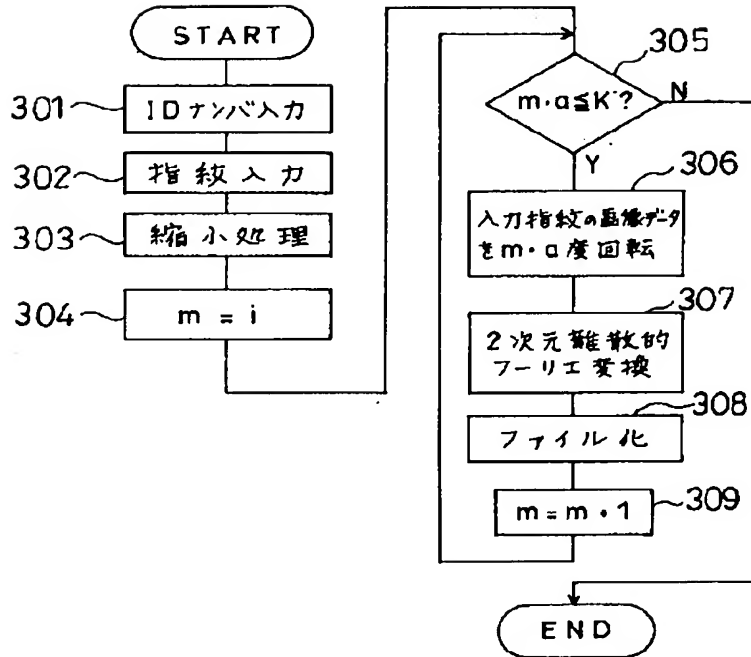 START
301
IDナンバ入力
302
指紋入力
303
縮小処理
304
m = i
305
m·a≦K?
N
Y
306
入力指紋の画像データ
をm·a度回転
307
2次元離散的
フーリエ変換
308
ファイル化
309
m = m · 1
END